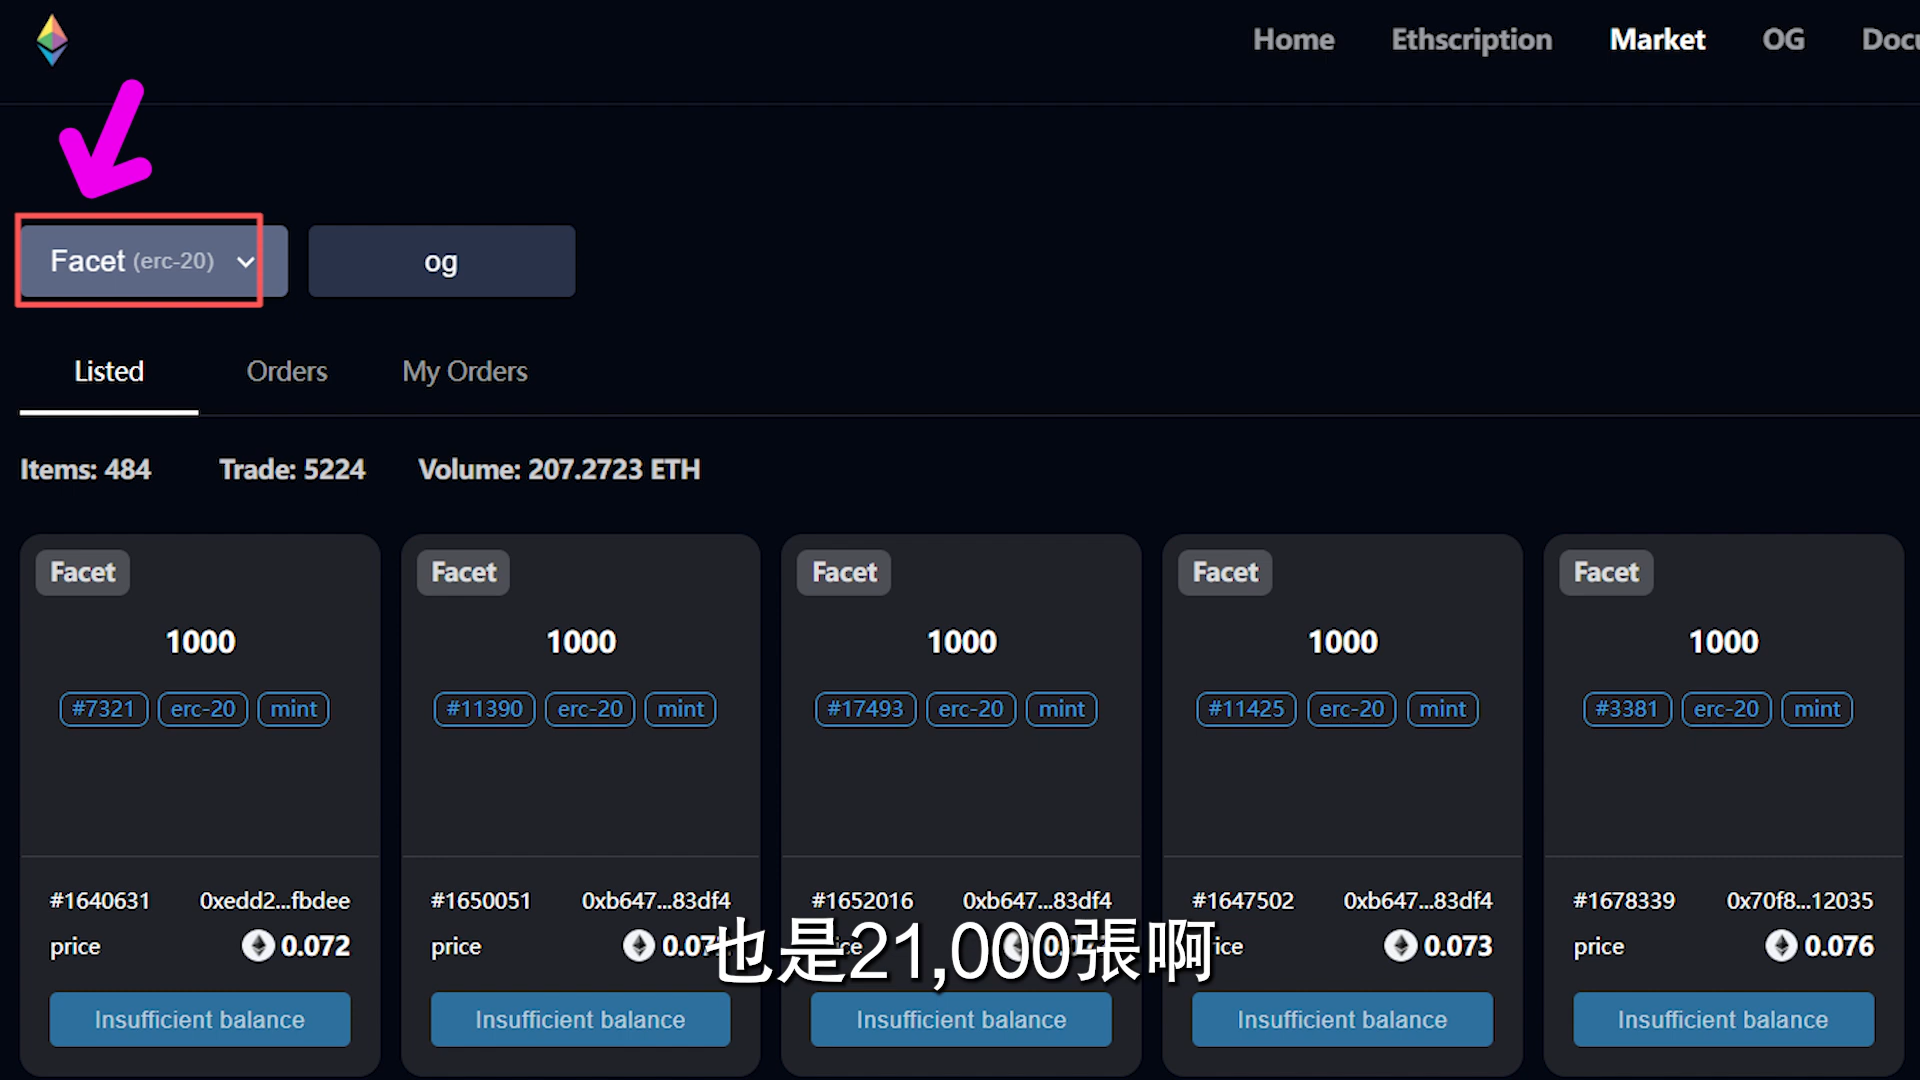 Home Ethscription Market OG
Facet (erc-20) og
Listed Orders My Orders
Items: 484 Trade: 5224 Volume: 207.2723 ETH
Facet Facet Facet Facet Facet
1000 1000 1000 1000 1000
#7321 erc-20 mint #11390 erc-20 mint #17493 erc-20 mint #11425 erc-20 mint #3381 erc-20 mint
#1640631 0xedd2...fbdee #1650051 0xb647...83df4 #1652016 0xb647...83df4 #1647502 0xb647...83df4 #1678339 0x70f8...12035
price 0.072 price 0.073 price 0.076
也是21,000張啊
Insufficient balance Insufficient balance Insufficient balance Insufficient balance Insufficient balance